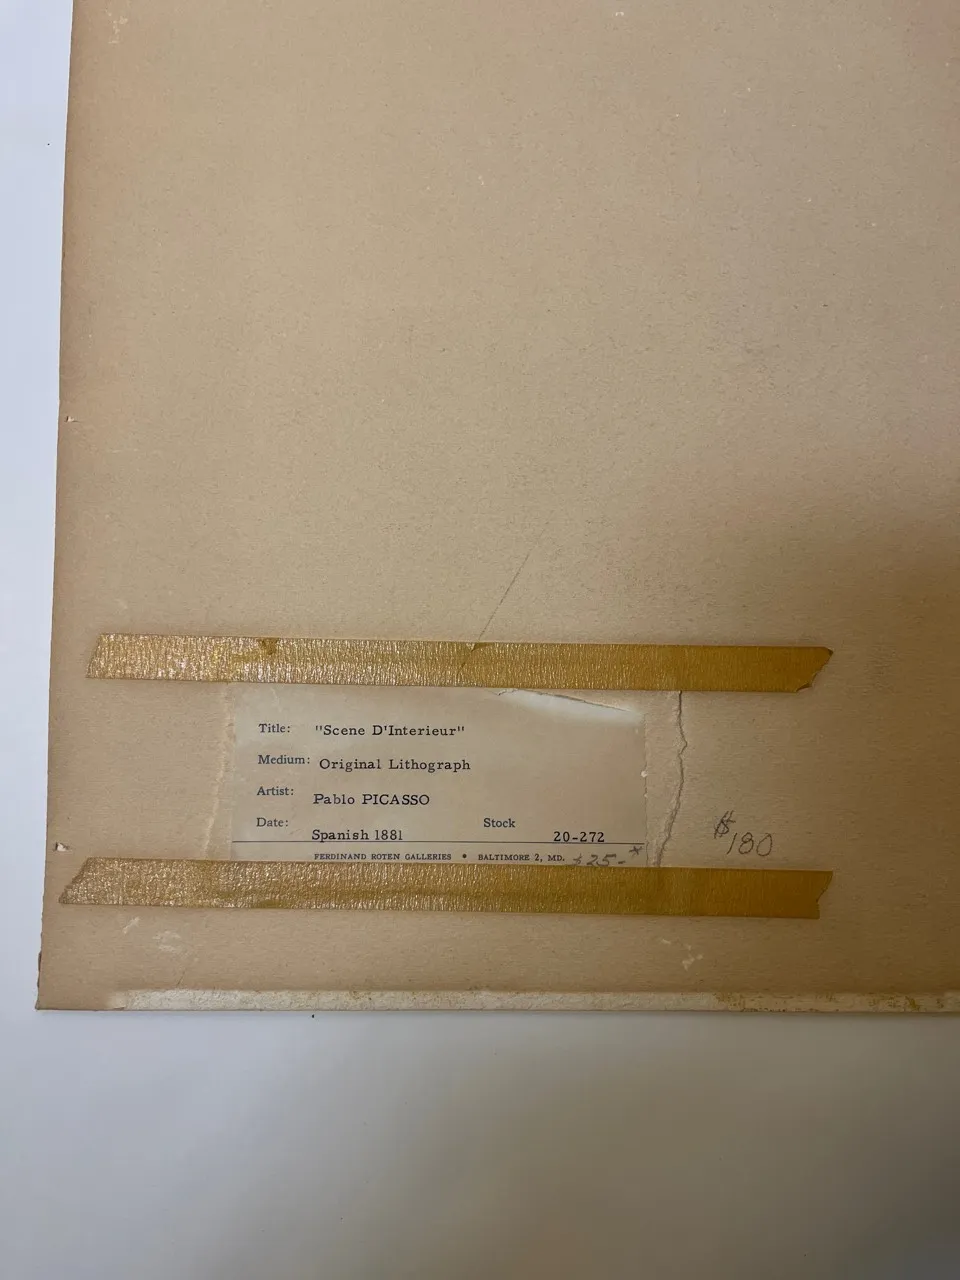 Title: "Scene D'Interieur"
Medium: Original Lithograph
Artist: Pablo PICASSO
Date: Spanish 1881 Stock 20-272
FERDINAND ROTEN GALLERIES • BALTIMORE 2, MD. $25-*
$180